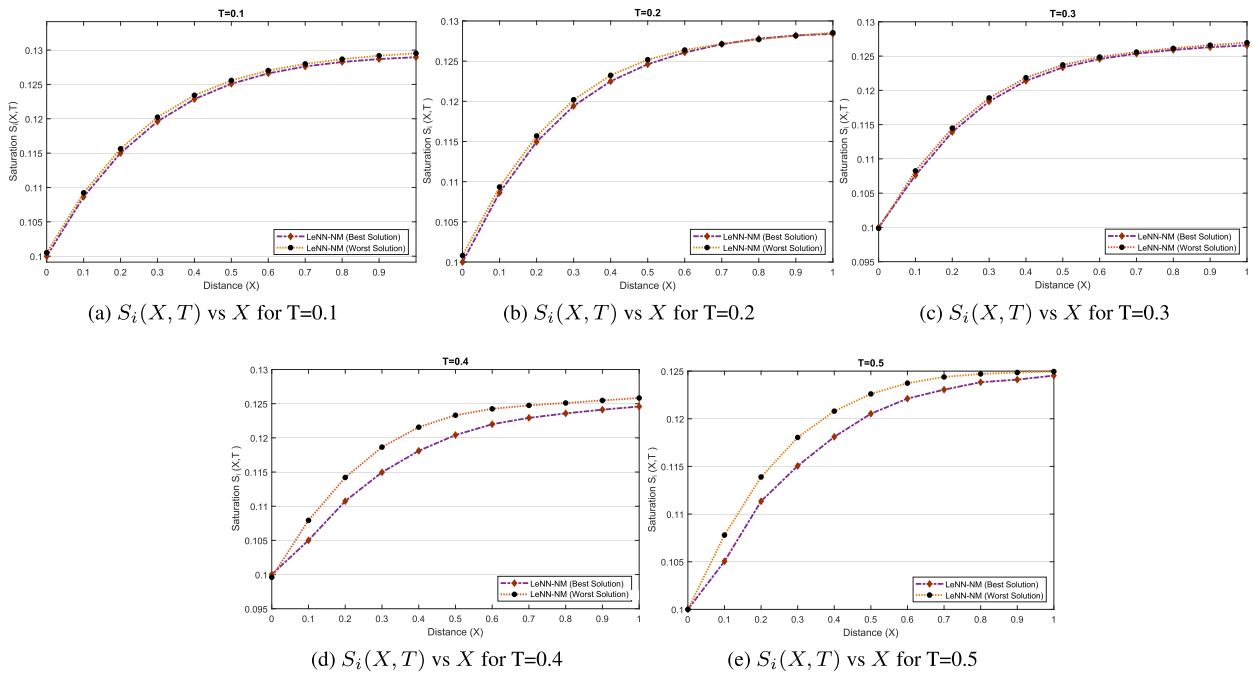 T=0.1
0.13
0.125
0.12
0.115
0.11
0.105
0.1
Saturation Sᵢ(X,T)
0 0.1 0.2 0.3 0.4 0.5 0.6 0.7 0.8 0.9
Distance (X)
LeNN-NM (Best Solution)
LeNN-NM (Worst Solution)
(a) Sᵢ(X, T) vs X for T=0.1
T=0.2
0.13
0.125
0.12
0.115
0.11
0.105
0.1
Saturation Sᵢ (X,T )
0 0.1 0.2 0.3 0.4 0.5 0.6 0.7 0.8 0.9 1
Distance (X)
LeNN-NM (Best Solution)
LeNN-NM (Worst Solution)
(b) Sᵢ(X, T) vs X for T=0.2
T=0.3
0.13
0.125
0.12
0.115
0.11
0.105
0.1
0.095
Saturation Sᵢ (X,T )
0 0.1 0.2 0.3 0.4 0.5 0.6 0.7 0.8 0.9 1
Distance (X)
LeNN-NM (Best Solution)
LeNN-NM (Worst Solution)
(c) Sᵢ(X, T) vs X for T=0.3
T=0.4
0.13
0.125
0.12
0.115
0.11
0.105
0.1
0.095
Saturation Sᵢ (X,T )
0 0.1 0.2 0.3 0.4 0.5 0.6 0.7 0.8 0.9 1
Distance (X)
LeNN-NM (Best Solution)
LeNN-NM (Worst Solution)
(d) Sᵢ(X, T) vs X for T=0.4
T=0.5
0.125
0.12
0.115
0.11
0.105
0.1
Saturation Sᵢ (X,T )
0 0.1 0.2 0.3 0.4 0.5 0.6 0.7 0.8 0.9 1
Distance (X)
LeNN-NM (Best Solution)
LeNN-NM (Worst Solution)
(e) Sᵢ(X, T) vs X for T=0.5